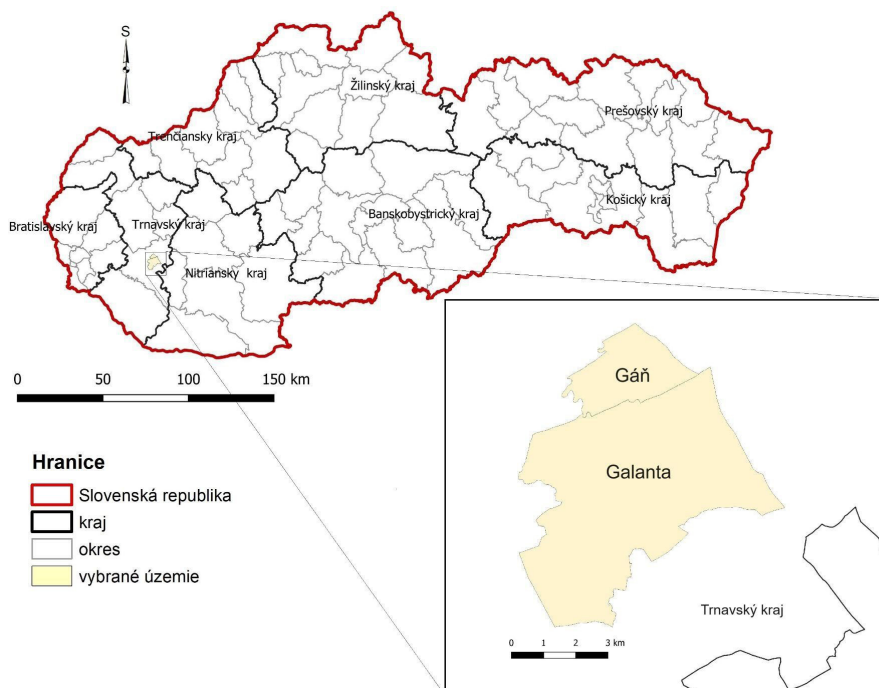 S
Žilinský kraj
Prešovský kraj
Trenčiansky kraj
Košický kraj
Banskobystrický kraj
Bratislavský kraj
Trnavský kraj
Nitriansky kraj
0 50 100 150 km
Hranice
Slovenská republika
kraj
okres
vybrané územie
Gáň
Galanta
Trnavský kraj
0 1 2 3 km